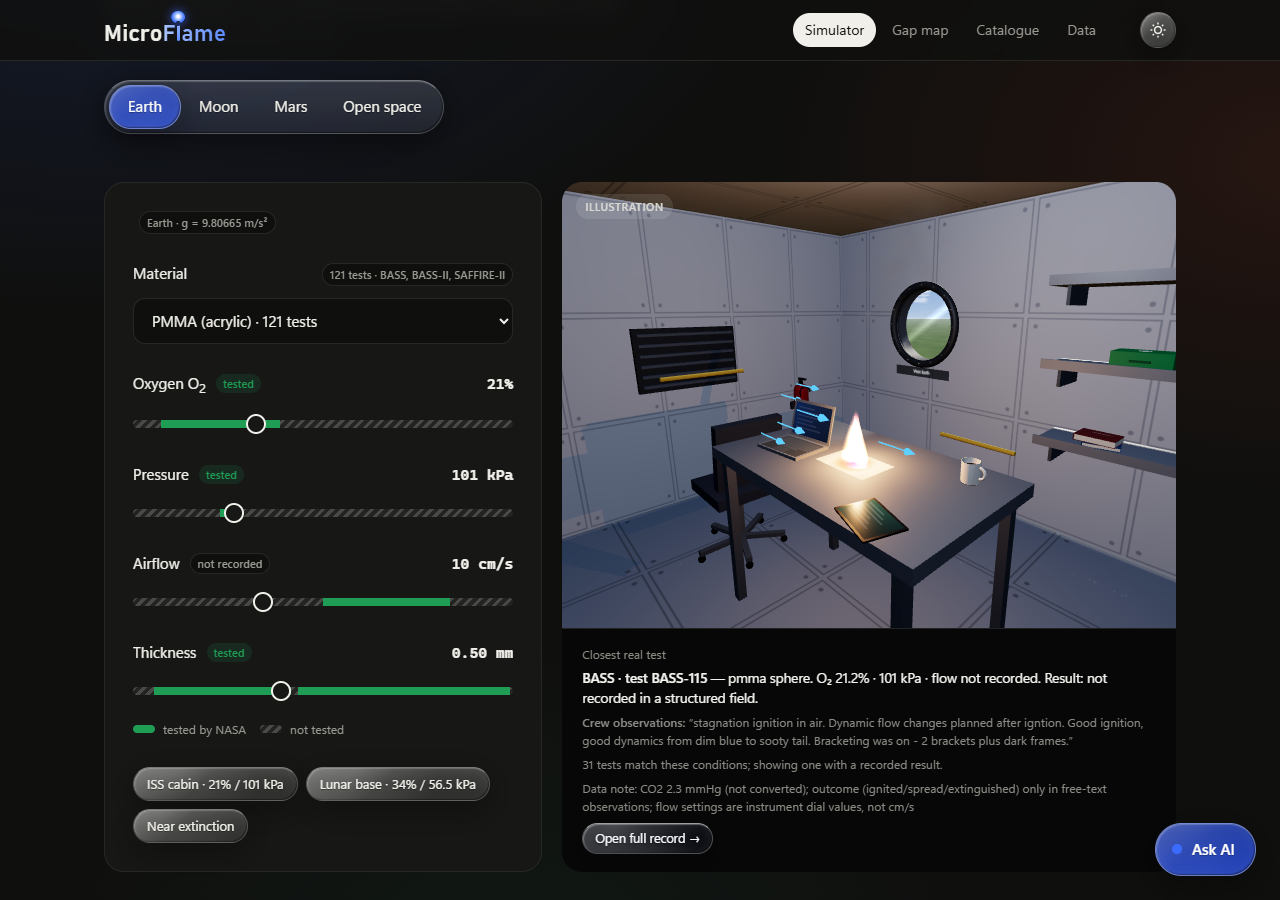 MicroFlame
Simulator
Gap map
Catalogue
Data
Earth
Moon
Mars
Open space
Earth · g = 9.80665 m/s²
Material
121 tests · BASS, BASS-II, SAFFIRE-II
PMMA (acrylic) · 121 tests
Oxygen O₂
tested
21%
Pressure
tested
101 kPa
Airflow
not recorded
10 cm/s
Thickness
tested
0.50 mm
tested by NASA
not tested
ISS cabin · 21% / 101 kPa
Lunar base · 34% / 56.5 kPa
Near extinction
ILLUSTRATION
Closest real test
BASS · test BASS-115 — pmma sphere. O₂ 21.2% · 101 kPa · flow not recorded. Result: not
recorded in a structured field.
Crew observations: “stagnation ignition in air. Dynamic flow changes planned after igntion. Good ignition,
good dynamics from dim blue to sooty tail. Bracketing was on - 2 brackets plus dark frames.”
31 tests match these conditions; showing one with a recorded result.
Data note: CO2 2.3 mmHg (not converted); outcome (ignited/spread/extinguished) only in free-text
observations; flow settings are instrument dial values, not cm/s
Open full record →
Ask AI